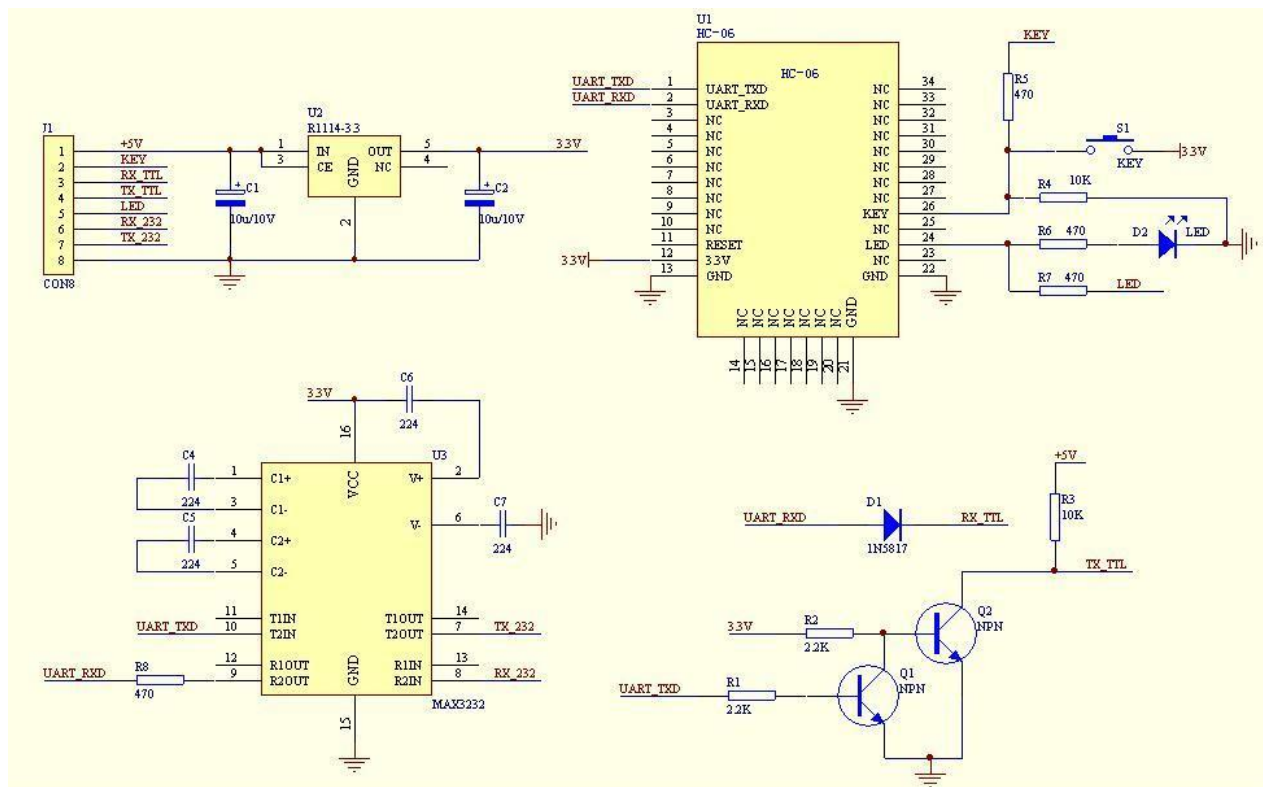 U1
HC-06
HC-06
UART_TXD 1 UART_TXD
UART_RXD 2 UART_RXD
3 NC
4 NC
5 NC
6 NC
7 NC
8 NC
9 NC
10 NC
11 RESET
33V 12 3.3V
13 GND
NC 34
NC 33
NC 32
NC 31
NC 30
NC 29
NC 28
NC 27
KEY 26
NC 25
LED 24
NC 23
GND 22
NC NC NC NC NC NC NC GND
14 15 16 17 18 19 20 21
KEY
R5
470
S1
KEY
33V
R4 10K
R6 470
D2 LED
R7 470 LED
J1
1 +5V
2 KEY
3 RX_TTL
4 TX_TTL
5 LED
6 RX_232
7 TX_232
8
CON8
C1
10u/10V
U2
R1114-33
1 IN
3 CE
GND
2
OUT 5
NC 4
33V
C2
10u/10V
33V
C6
224
16
VCC
U3
C4
224
1 C1+
3 C1-
C5
224
4 C2+
5 C2-
V+ 2
V- 6
C7
224
11 T1IN
UART_TXD 10 T2IN
12 R1OUT
UART_RXD R8 9 R2OUT
470
T1OUT 14
T2OUT 7 TX_232
R1IN 13
R2IN 8 RX_232
GND
15
MAX3232
UART_RXD D1 RX_TTL
1N5817
+5V
R3
10K
TX_TTL
33V R2
2.2K
Q2
NPN
UART_TXD R1
2.2K
Q1
NPN